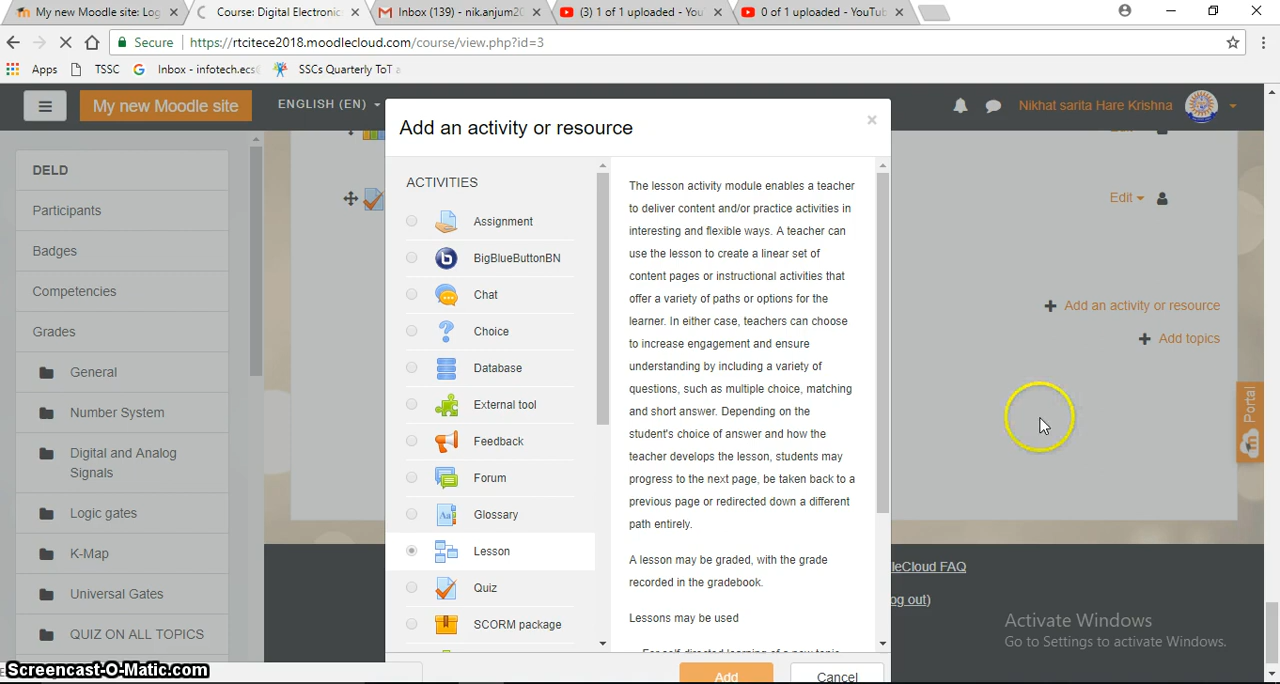 My new Moodle site: Log
Course: Digital Electronic
Inbox (139) - nik.anjum20
(3) 1 of 1 uploaded - You
0 of 1 uploaded - YouTub
Secure
https://rtcitece2018.moodlecloud.com/course/view.php?id=3
Apps
TSSC
Inbox - infotech.ecs
SSCs Quarterly ToT a
My new Moodle site
ENGLISH (EN)
Nikhat sarita Hare Krishna
DELD
Participants
Badges
Competencies
Grades
General
Number System
Digital and Analog
Signals
Logic gates
K-Map
Universal Gates
QUIZ ON ALL TOPICS
Add an activity or resource
ACTIVITIES
Assignment
BigBlueButtonBN
Chat
Choice
Database
External tool
Feedback
Forum
Glossary
Lesson
Quiz
SCORM package
The lesson activity module enables a teacher
to deliver content and/or practice activities in
interesting and flexible ways. A teacher can
use the lesson to create a linear set of
content pages or instructional activities that
offer a variety of paths or options for the
learner. In either case, teachers can choose
to increase engagement and ensure
understanding by including a variety of
questions, such as multiple choice, matching
and short answer. Depending on the
student's choice of answer and how the
teacher develops the lesson, students may
progress to the next page, be taken back to a
previous page or redirected down a different
path entirely.
A lesson may be graded, with the grade
recorded in the gradebook.
Lessons may be used
For self-directed learning of a new topic
Add
Cancel
Edit
Add an activity or resource
Add topics
Portal
leCloud FAQ
og out)
Activate Windows
Go to Settings to activate Windows.
Screencast-O-Matic.com